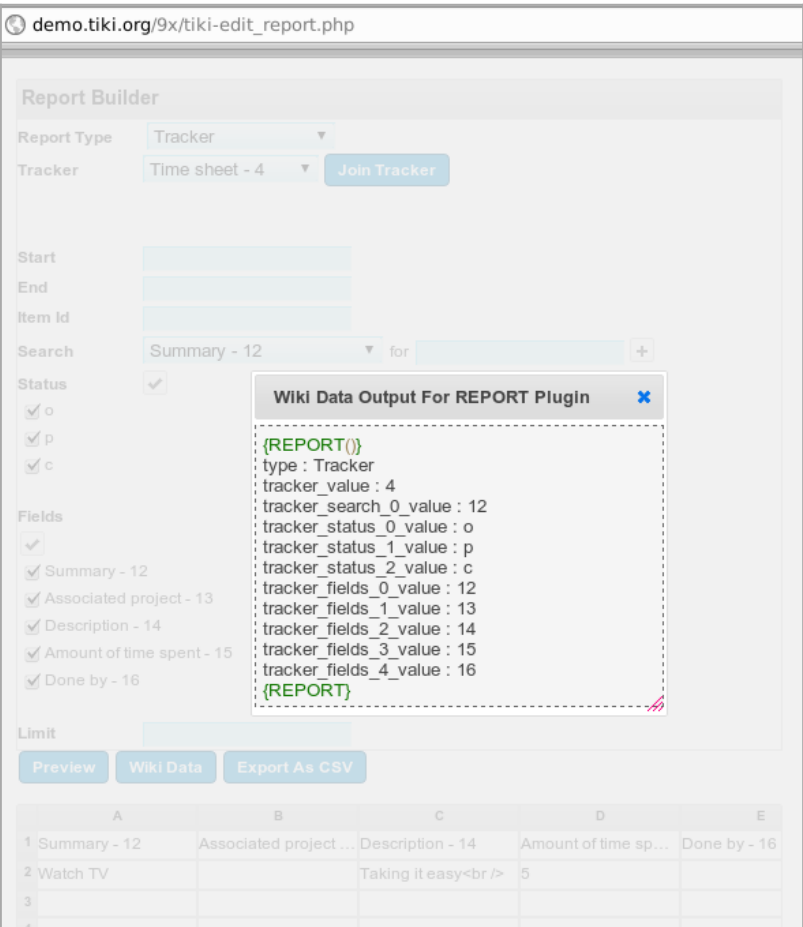 demo.tiki.org/9x/tiki-edit_report.php
Report Builder
Report Type Tracker
Tracker Time sheet - 4 Join Tracker
Start
End
Item Id
Search Summary - 12 for +
Status
o
p
c
Fields
Summary - 12
Associated project - 13
Description - 14
Amount of time spent - 15
Done by - 16
Limit
Wiki Data Output For REPORT Plugin
{REPORT()}
type : Tracker
tracker_value : 4
tracker_search_0_value : 12
tracker_status_0_value : o
tracker_status_1_value : p
tracker_status_2_value : c
tracker_fields_0_value : 12
tracker_fields_1_value : 13
tracker_fields_2_value : 14
tracker_fields_3_value : 15
tracker_fields_4_value : 16
{REPORT}
Preview Wiki Data Export As CSV
A B C D E
1 Summary - 12 Associated project ... Description - 14 Amount of time sp... Done by - 16
2 Watch TV Taking it easy<br /> 5
3